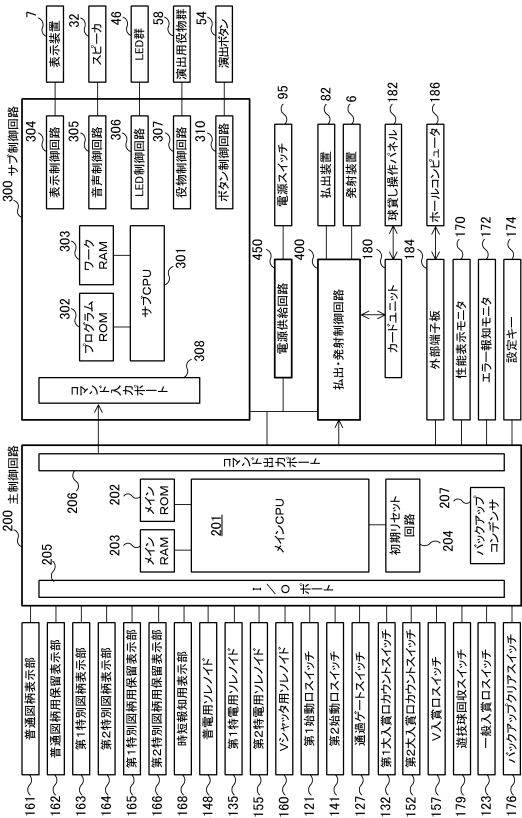 200 主制御回路
205
I／Oポート
203
メイン
RAM
202
メイン
ROM
201
メインCPU
初期リセット
回路
204
207
バックアップ
コンデンサ
206
コマンド出力ポート
300 サブ制御回路
308
コマンド入力ポート
302
プログラム
ROM
303
ワーク
RAM
サブCPU
301
304
表示制御回路
305
音声制御回路
306
LED制御回路
307
役物制御回路
310
ボタン制御回路
7
表示装置
32
スピーカ
46
LED群
58
演出用役物群
54
演出ボタン
450
電源供給回路
95
電源スイッチ
400
払出・発射制御回路
82
払出装置
6
発射装置
180
カードユニット
182
球貸し操作パネル
184
外部端子板
186
ホールコンピュータ
性能表示モニタ
170
エラー報知モニタ
172
設定キー
174
161
普通図柄表示部
162
普通図柄用保留表示部
163
第1特別図柄表示部
164
第2特別図柄表示部
165
第1特別図柄用保留表示部
166
第2特別図柄用保留表示部
168
時短報知用表示部
148
普電用ソレノイド
135
第1特電用ソレノイド
155
第2特電用ソレノイド
160
Vシャッタ用ソレノイド
121
第1始動口スイッチ
141
第2始動口スイッチ
127
通過ゲートスイッチ
132
第1大入賞口カウントスイッチ
152
第2大入賞口カウントスイッチ
157
V入賞口スイッチ
179
遊技球回収スイッチ
123
一般入賞口スイッチ
176
バックアップクリアスイッチ